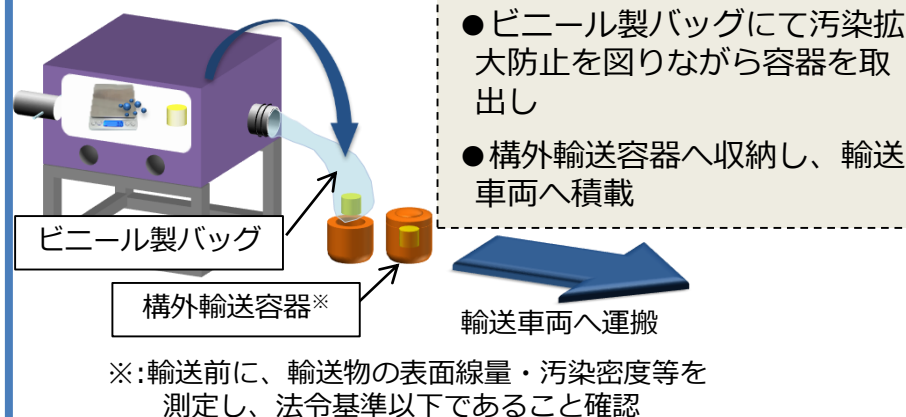 ●ビニール製バッグにて汚染拡
大防止を図りながら容器を取
出し
●構外輸送容器へ収納し、輸送
車両へ積載
ビニール製バッグ
構外輸送容器※
輸送車両へ運搬
※:輸送前に、輸送物の表面線量・汚染密度等を
測定し、法令基準以下であること確認